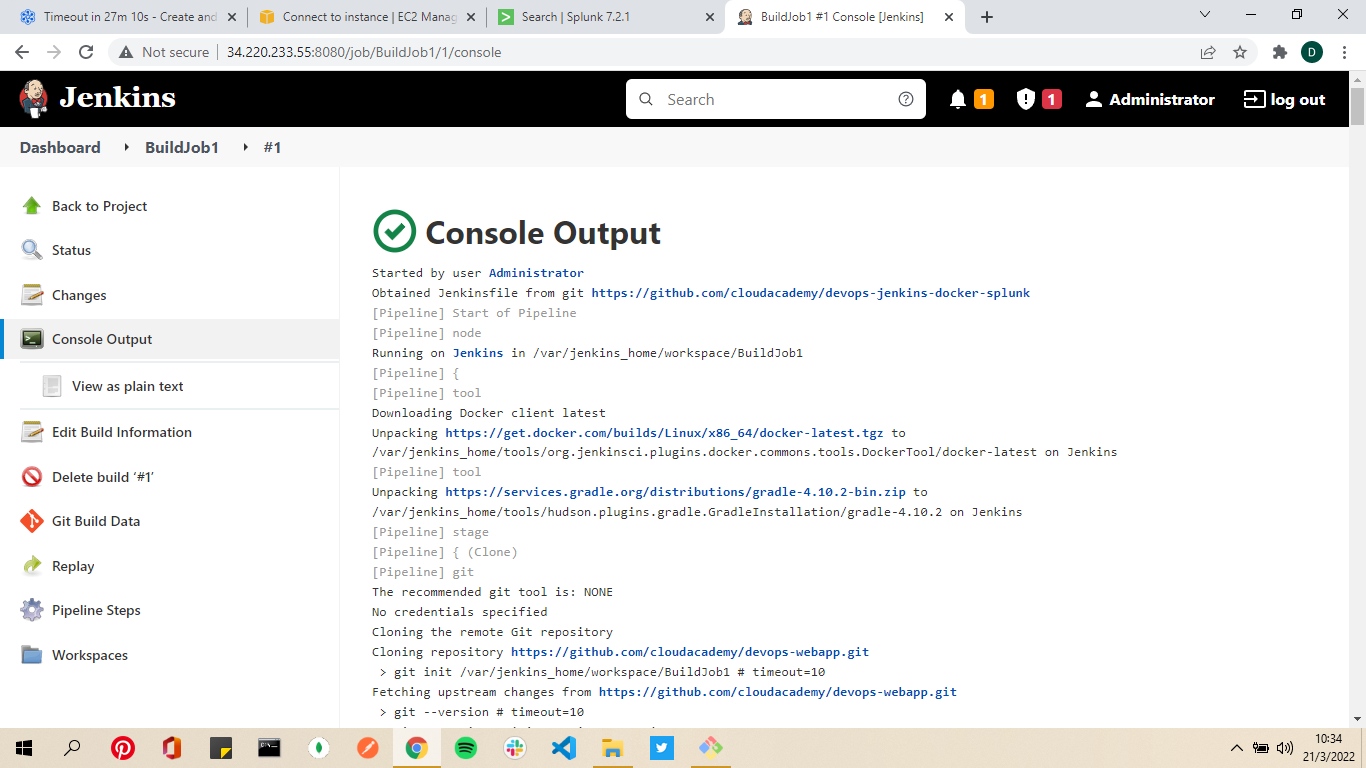 Timeout in 27m 10s - Create and
Connect to instance | EC2 Manag
Search | Splunk 7.2.1
BuildJob1 #1 Console [Jenkins]
Not secure
34.220.233.55:8080/job/BuildJob1/1/console
D
Jenkins
Search
1
1
Administrator
log out
Dashboard
BuildJob1
#1
Back to Project
Status
Changes
Console Output
View as plain text
Edit Build Information
Delete build ‘#1’
Git Build Data
Replay
Pipeline Steps
Workspaces
Console Output
Started by user Administrator
Obtained Jenkinsfile from git https://github.com/cloudacademy/devops-jenkins-docker-splunk
[Pipeline] Start of Pipeline
[Pipeline] node
Running on Jenkins in /var/jenkins_home/workspace/BuildJob1
[Pipeline] {
[Pipeline] tool
Downloading Docker client latest
Unpacking https://get.docker.com/builds/Linux/x86_64/docker-latest.tgz to
/var/jenkins_home/tools/org.jenkinsci.plugins.docker.commons.tools.DockerTool/docker-latest on Jenkins
[Pipeline] tool
Unpacking https://services.gradle.org/distributions/gradle-4.10.2-bin.zip to
/var/jenkins_home/tools/hudson.plugins.gradle.GradleInstallation/gradle-4.10.2 on Jenkins
[Pipeline] stage
[Pipeline] { (Clone)
[Pipeline] git
The recommended git tool is: NONE
No credentials specified
Cloning the remote Git repository
Cloning repository https://github.com/cloudacademy/devops-webapp.git
> git init /var/jenkins_home/workspace/BuildJob1 # timeout=10
Fetching upstream changes from https://github.com/cloudacademy/devops-webapp.git
> git --version # timeout=10
10:34
21/3/2022